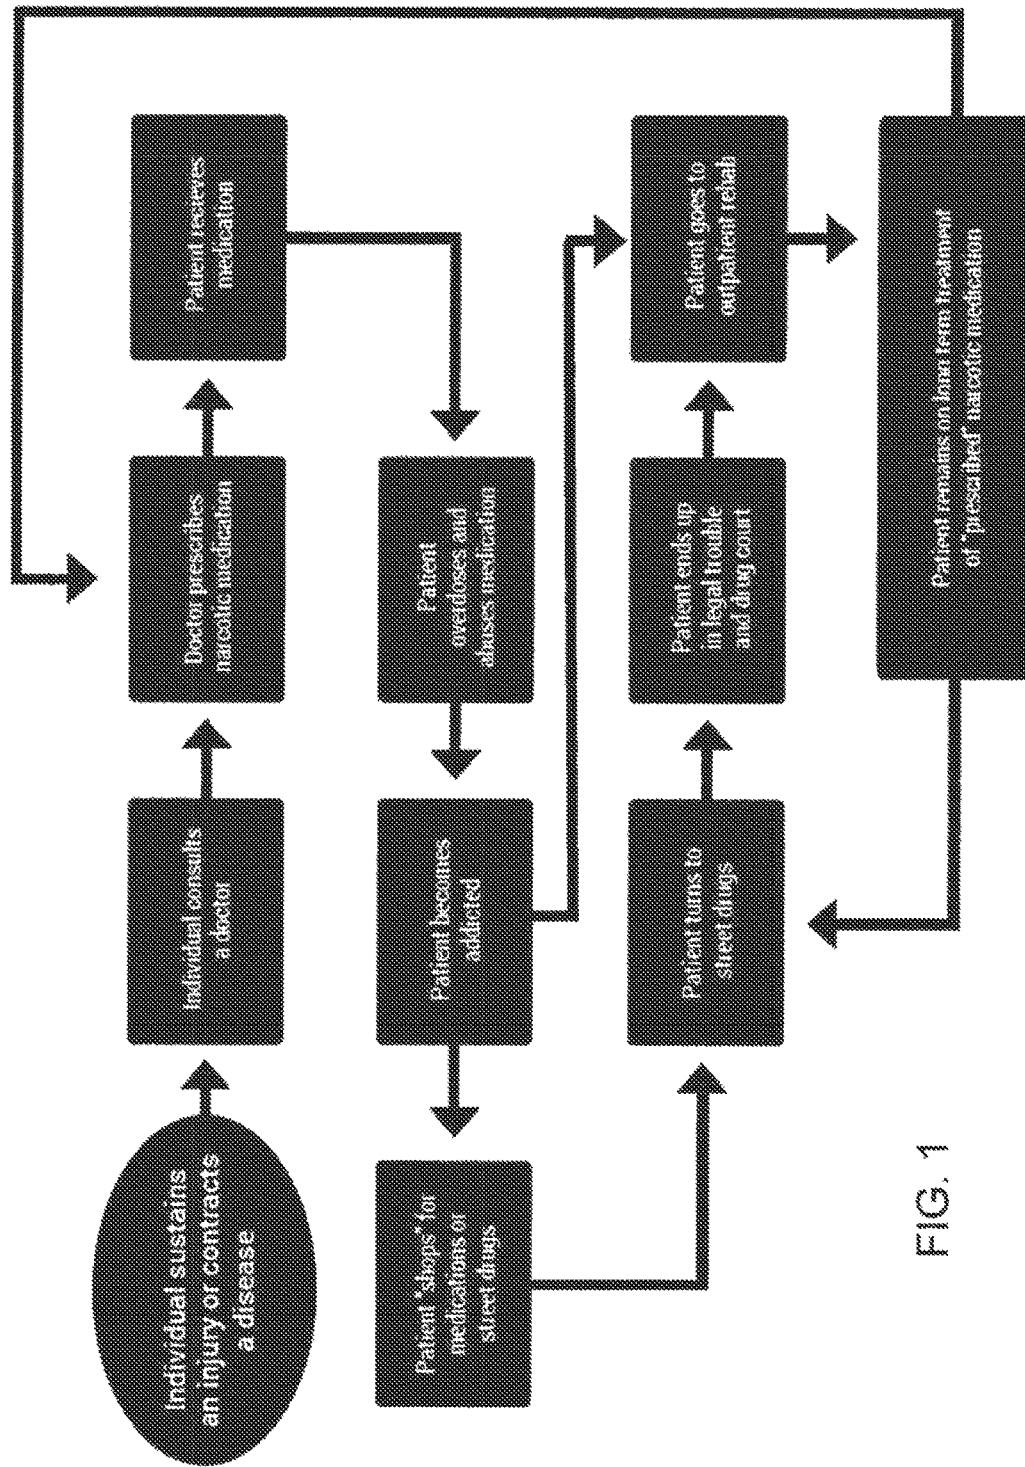 Individual sustains
an injury or contracts
a disease
Individual consults
a doctor
Doctor prescribes
narcotic medication
Patient recieves
medication
Patient
overdoses and
abuses medication
Patient becomes
addicted
Patient "shops" for
medications or
street drugs
Patient turns to
street drugs
Patient ends up
in legal trouble
and drug court
Patient goes to
outpatient rehab
Patient remains on long term treatment
of "prescribed" narcotic medication
FIG. 1